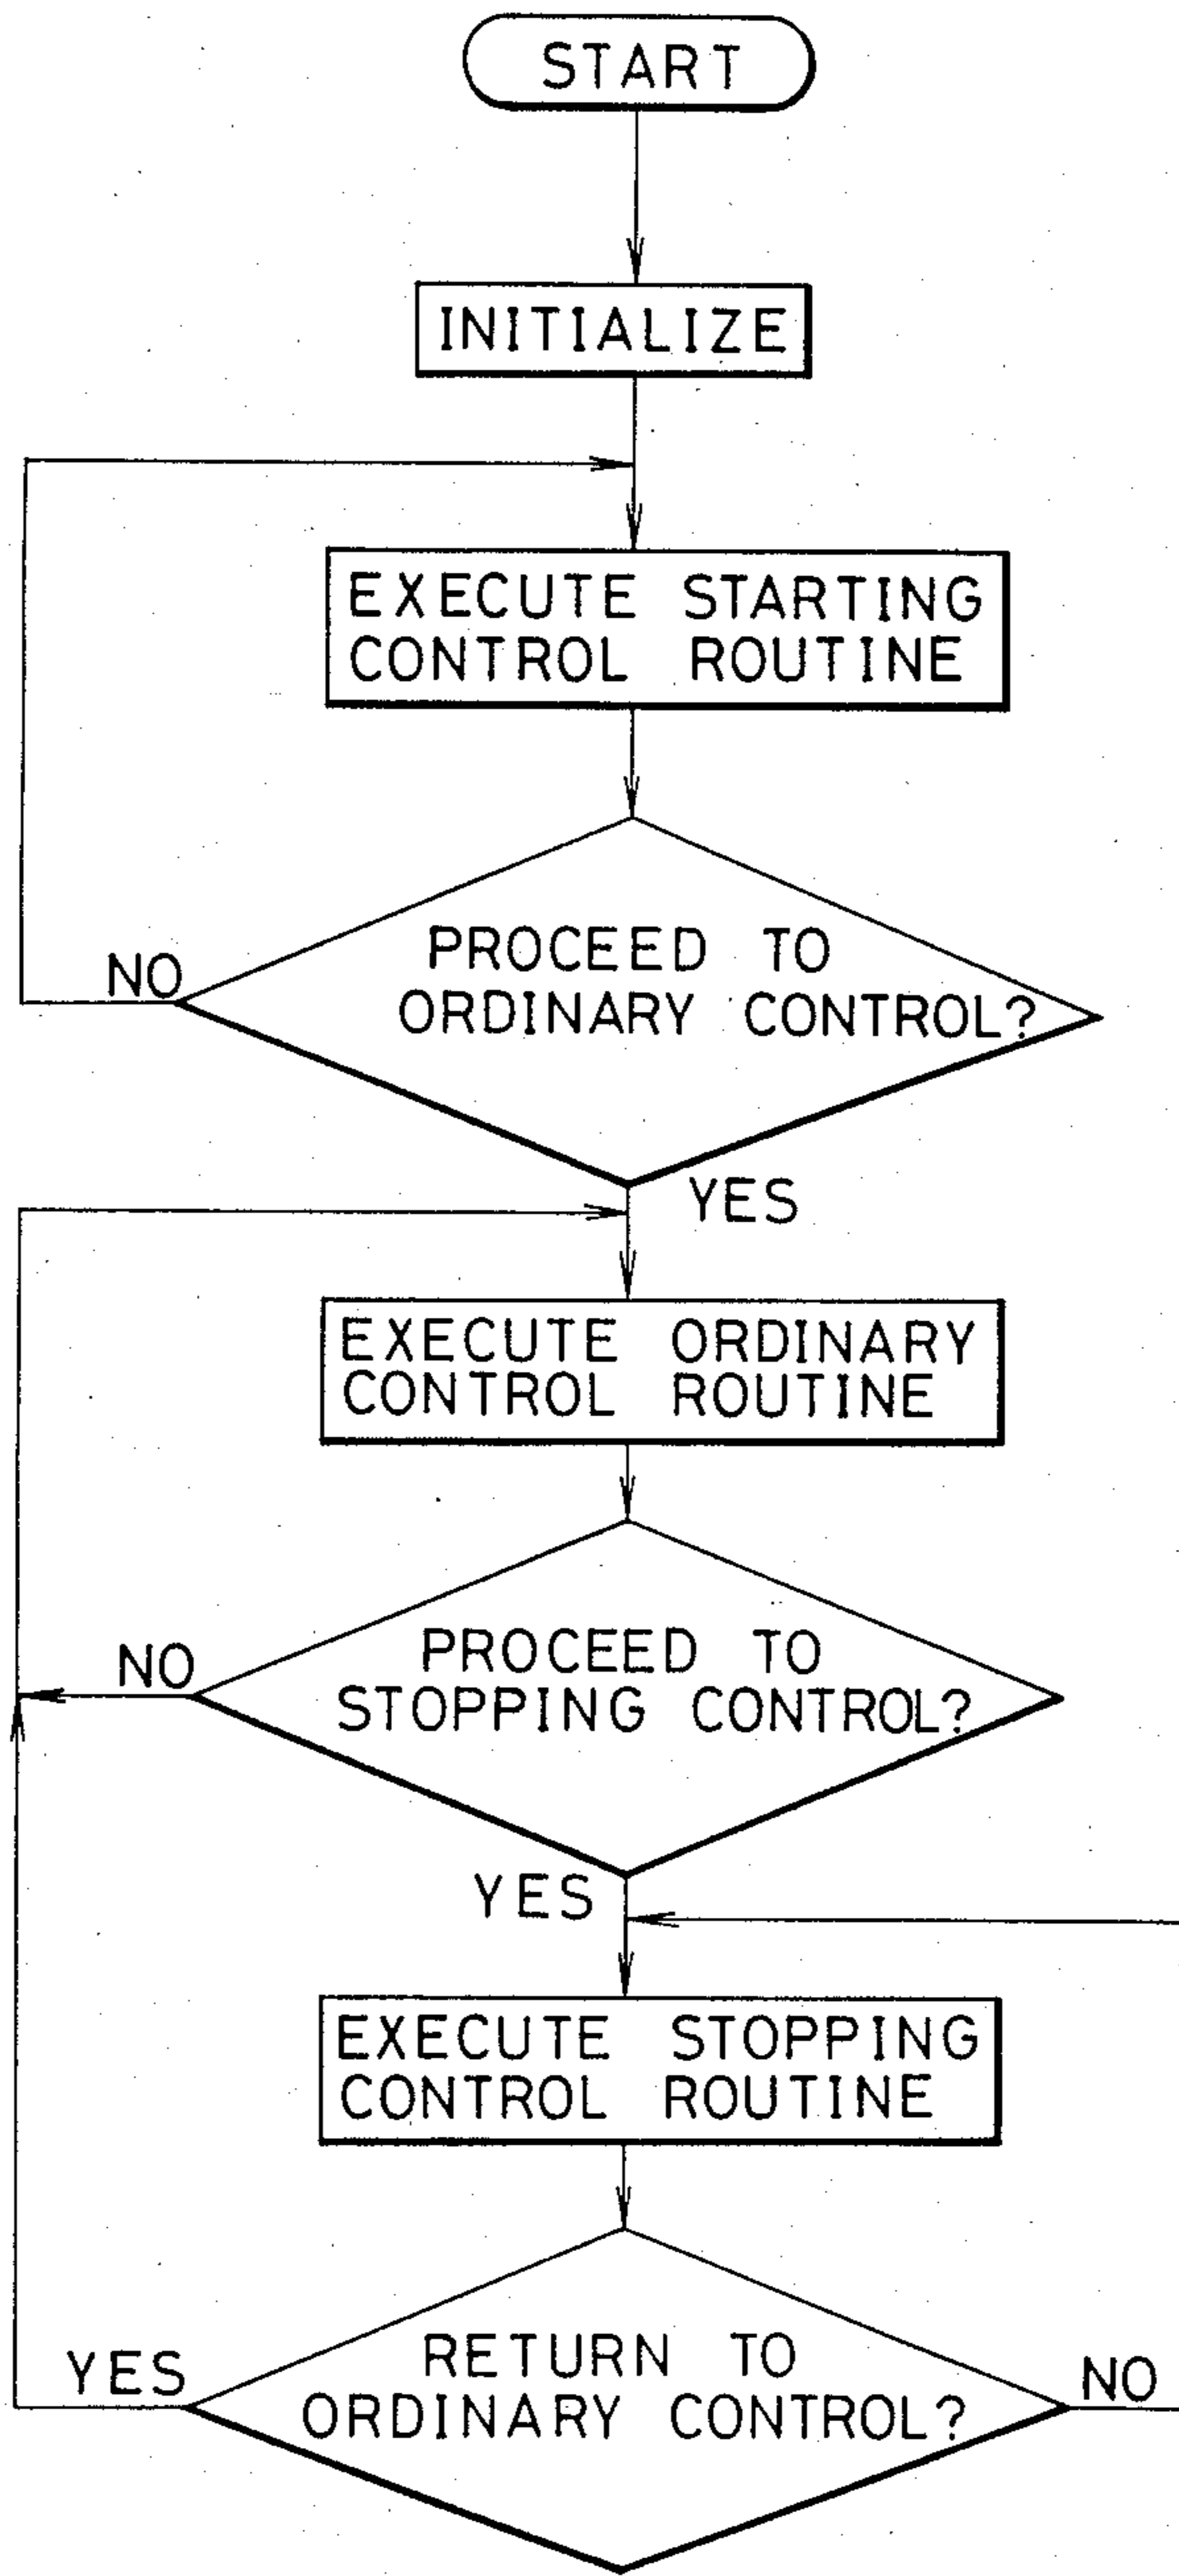 START
INITIALIZE
EXECUTE STARTING
CONTROL ROUTINE
PROCEED TO
ORDINARY CONTROL?
NO
YES
EXECUTE ORDINARY
CONTROL ROUTINE
PROCEED TO
STOPPING CONTROL?
NO
YES
EXECUTE STOPPING
CONTROL ROUTINE
RETURN TO
ORDINARY CONTROL?
YES
NO